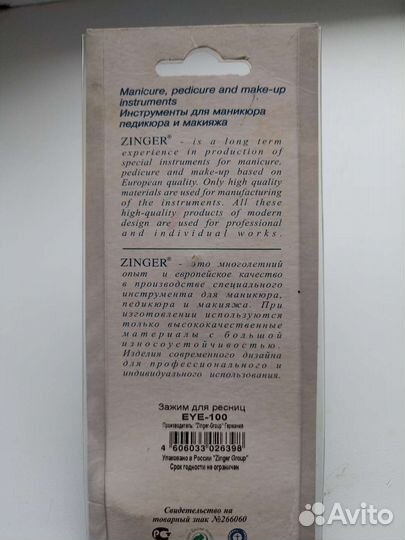 Manicure, pedicure and make-up
instruments
Инструменты для маникюра
педикюра и макияжа
ZINGER® - is a long term
experience in production of
special instruments for manicure,
pedicure and make-up based on
European quality. Only high quality
materials are used for manufacturing
of the instruments. All these
high-quality products of modern
design are used for professional
and individual works.
ZINGER® - это многолетний
опыт и европейское качество
в производстве специального
инструмента для маникюра,
педикюра и макияжа. При
изготовлении используются
только высококачественные
материалы с большой
износоустойчивостью.
Изделия современного дизайна
для профессионального и
индивидуального использования.
Зажим для ресниц
EYE-100
Производитель: "Zinger-Group" Германия
4 606033 026398
Упаковано в России "Zinger Group"
Срок годности не ограничен
Свидетельство на
товарный знак №266060
Avito